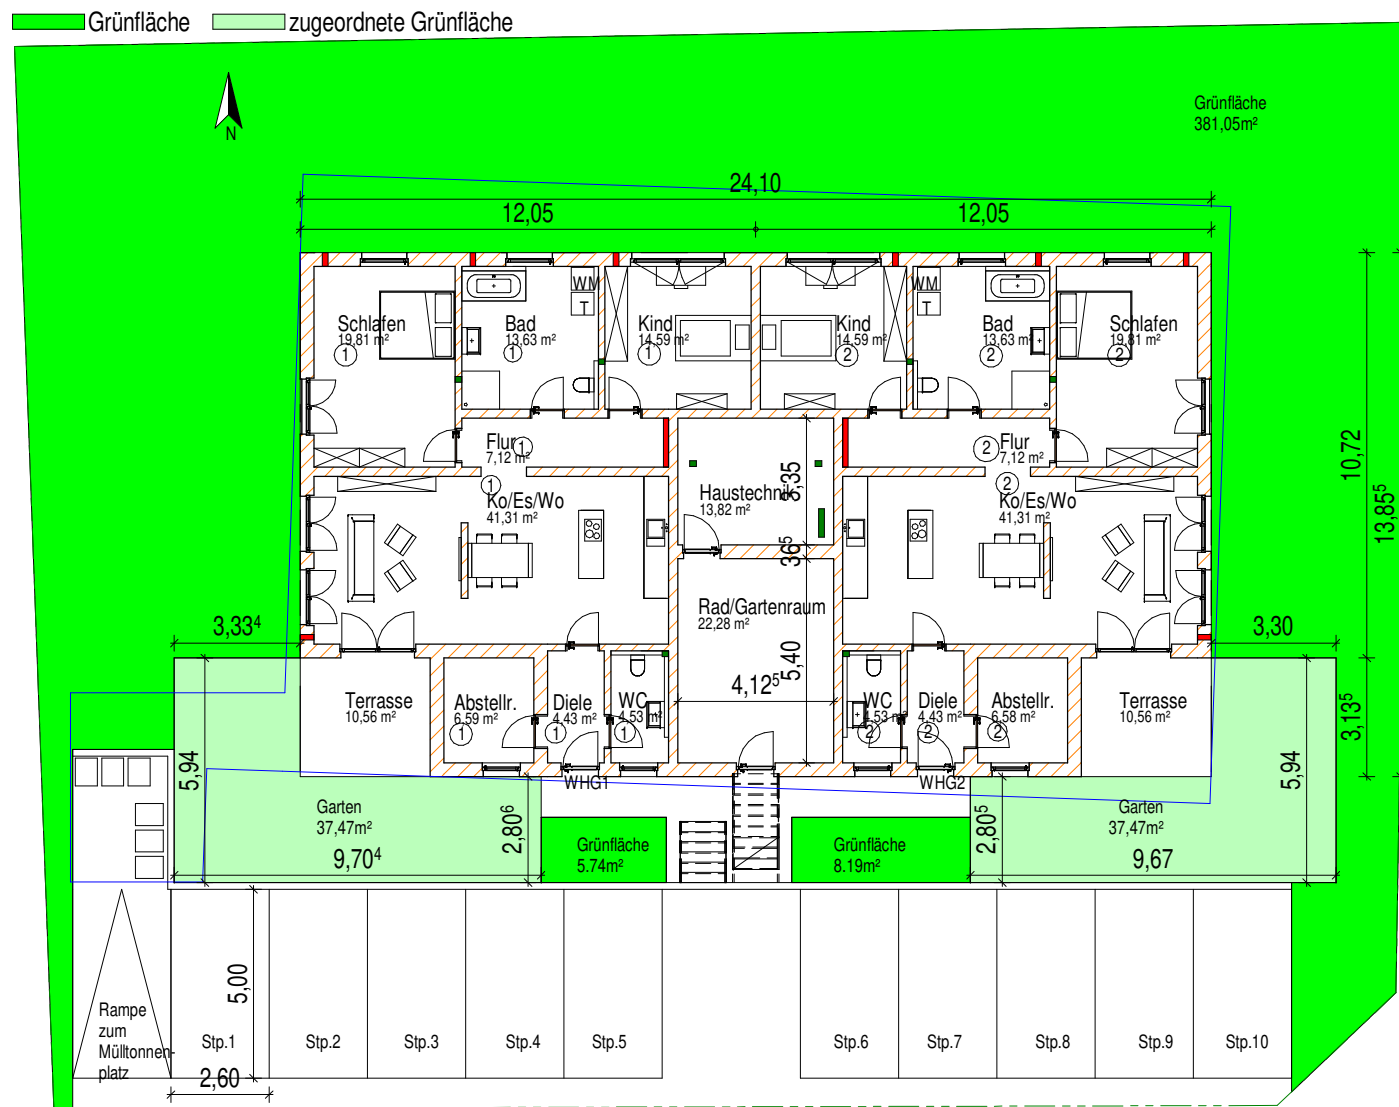 Grünfläche
zugeordnete Grünfläche
N
Grünfläche
381,05m²
24,10
12,05
12,05
Schlafen
19,81 m²
1
Bad
13,63 m²
1
WM
T
Kind
14,59 m²
1
Kind
14,59 m²
2
WM
T
Bad
13,63 m²
2
Schlafen
19,81 m²
2
Flur
7,12 m²
1
Flur
7,12 m²
2
1
Ko/Es/Wo
41,31 m²
Haustechnik
13,82 m²
3,35
2
Ko/Es/Wo
41,31 m²
10,72
13,85⁵
36⁵
Rad/Gartenraum
22,28 m²
5,40
4,12⁵
3,33⁴
3,30
Terrasse
10,56 m²
Abstellr.
6,59 m²
1
Diele
4.43 m²
1
WC
4.53 m²
1
WC
4.53 m²
2
Diele
4.43 m²
2
Abstellr.
6,58 m²
2
Terrasse
10,56 m²
3,13⁵
5,94
5,94
WHG1
WHG2
Garten
37,47m²
9,70⁴
2,80⁶
Grünfläche
5.74m²
Grünfläche
8.19m²
2,80⁵
Garten
37,47m²
9,67
5,00
Rampe
zum
Mülltonnen-
platz
Stp.1
Stp.2
Stp.3
Stp.4
Stp.5
Stp.6
Stp.7
Stp.8
Stp.9
Stp.10
2,60